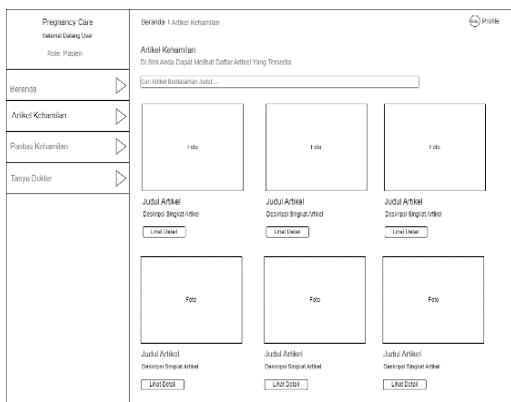 Pregnancy Care
Selamat Datang User
Role: Pasien
Beranda
Artikel Kehamilan
Pantau Kehamilan
Tanya Dokter
Beranda / Artikel Kehamilan
Profile
Artikel Kehamilan
Di Sini Anda Dapat Melihat Daftar Artikel Yang Tersedia
Cari Artikel Berdasarkan Judul....
Foto
Foto
Foto
Judul Artikel
Judul Artikel
Judul Artikel
Deskripsi Singkat Artikel
Deskripsi Singkat Artikel
Deskripsi Singkat Artikel
Lihat Detail
Lihat Detail
Lihat Detail
Foto
Foto
Foto
Judul Artikel
Judul Artikel
Judul Artikel
Deskripsi Singkat Artikel
Deskripsi Singkat Artikel
Deskripsi Singkat Artikel
Lihat Detail
Lihat Detail
Lihat Detail